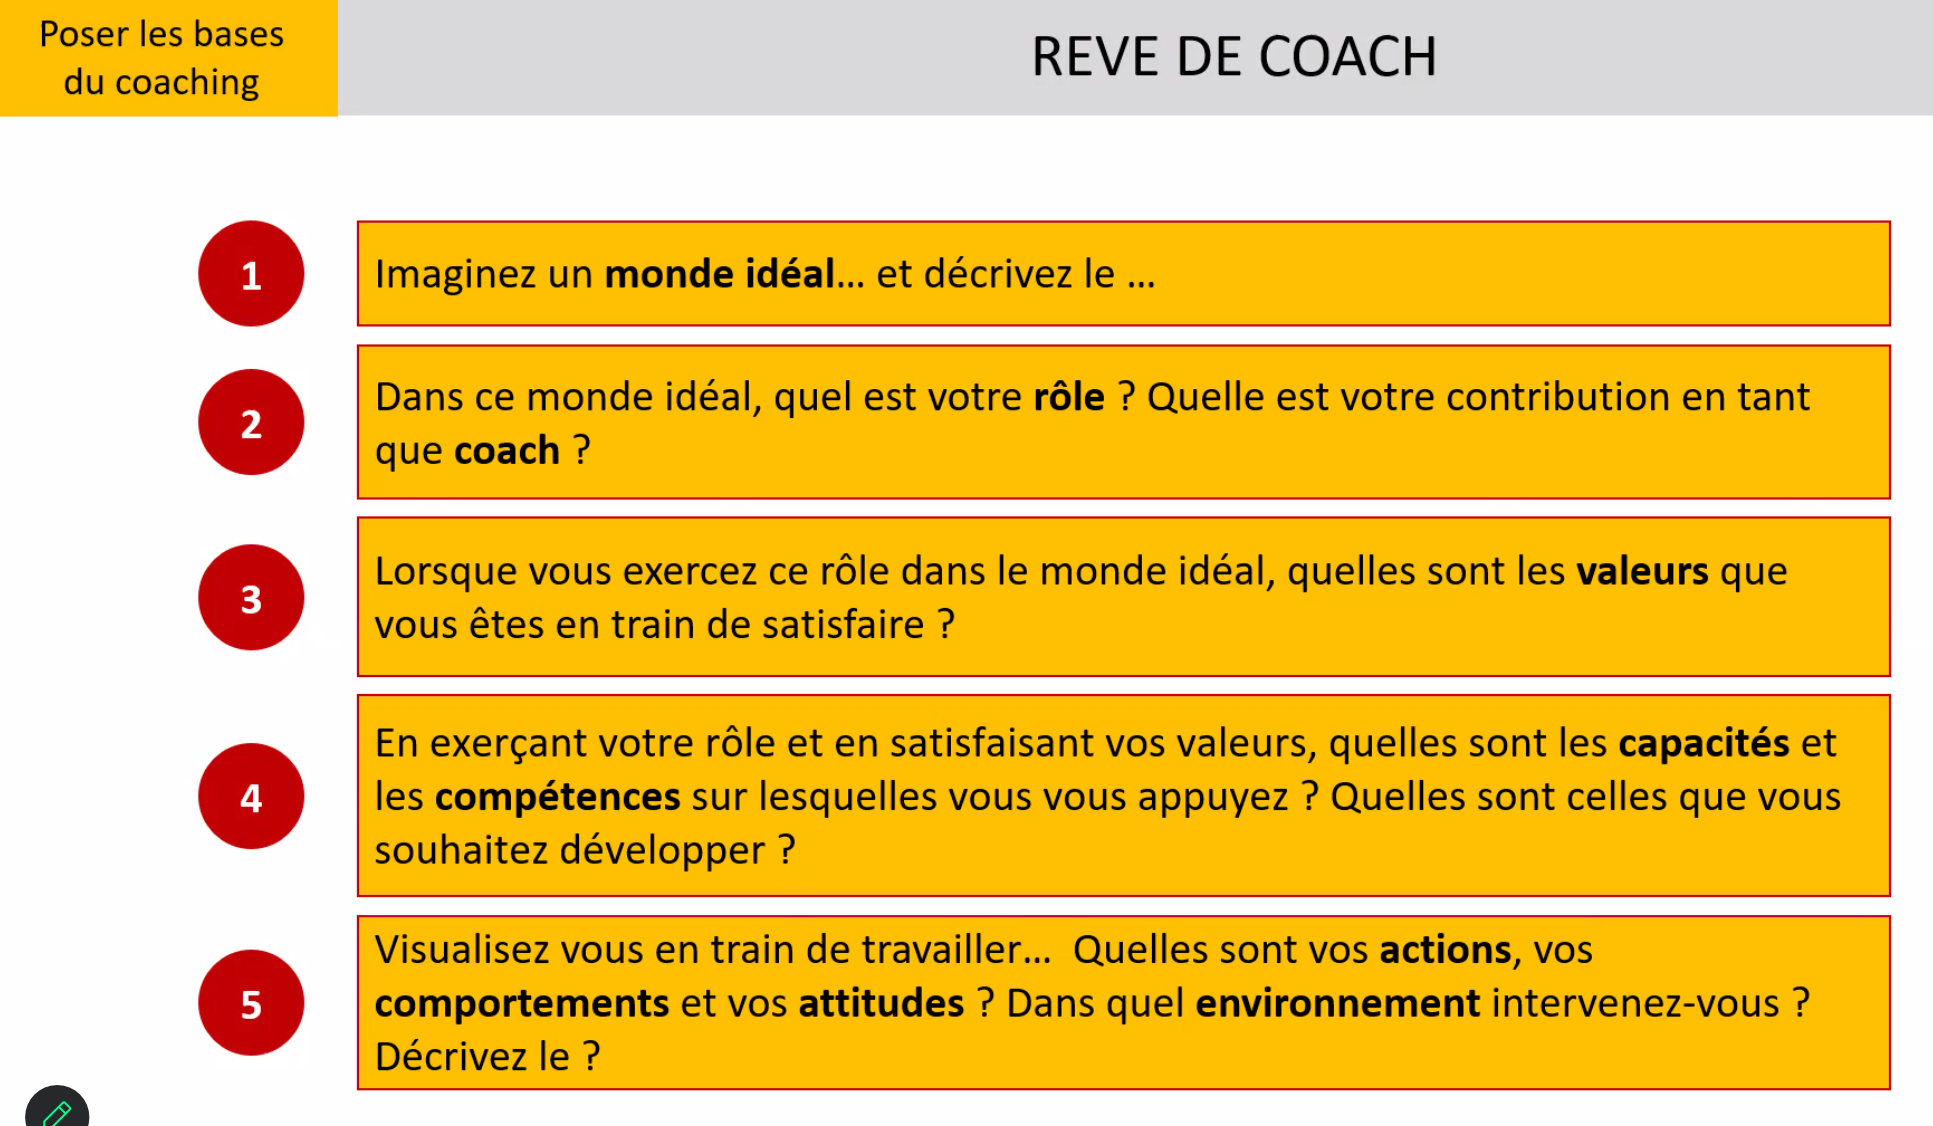 Poser les bases
du coaching
REVE DE COACH
1
Imaginez un monde idéal... et décrivez le ...
2
Dans ce monde idéal, quel est votre rôle ? Quelle est votre contribution en tant
que coach ?
3
Lorsque vous exercez ce rôle dans le monde idéal, quelles sont les valeurs que
vous êtes en train de satisfaire ?
4
En exerçant votre rôle et en satisfaisant vos valeurs, quelles sont les capacités et
les compétences sur lesquelles vous vous appuyez ? Quelles sont celles que vous
souhaitez développer ?
5
Visualisez vous en train de travailler...  Quelles sont vos actions, vos
comportements et vos attitudes ? Dans quel environnement intervenez-vous ?
Décrivez le ?